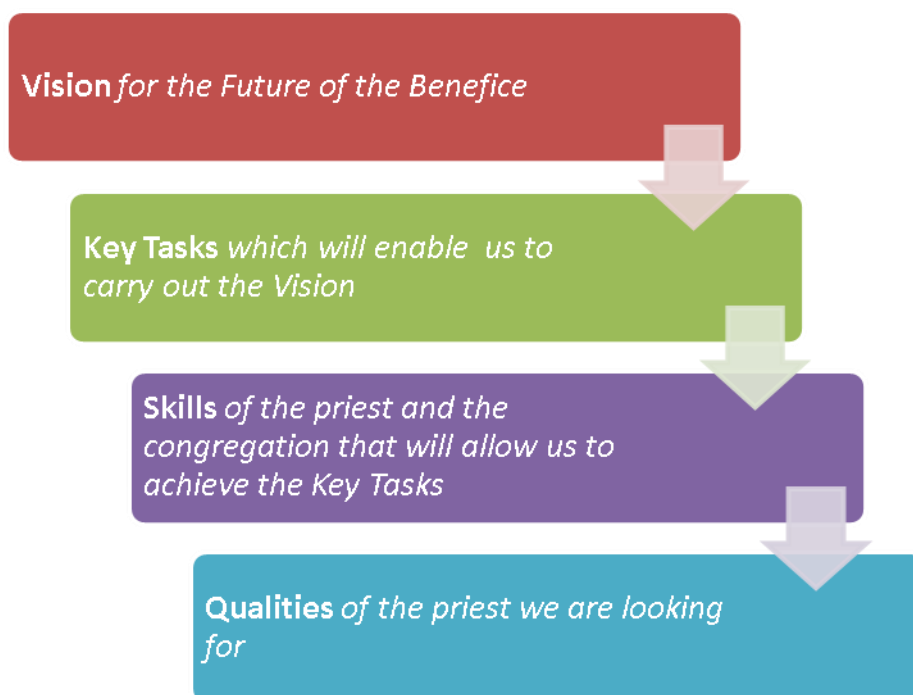 Vision for the Future of the Benefice
Key Tasks which will enable  us to
carry out the Vision
Skills of the priest and the
congregation that will allow us to
achieve the Key Tasks
Qualities of the priest we are looking
for